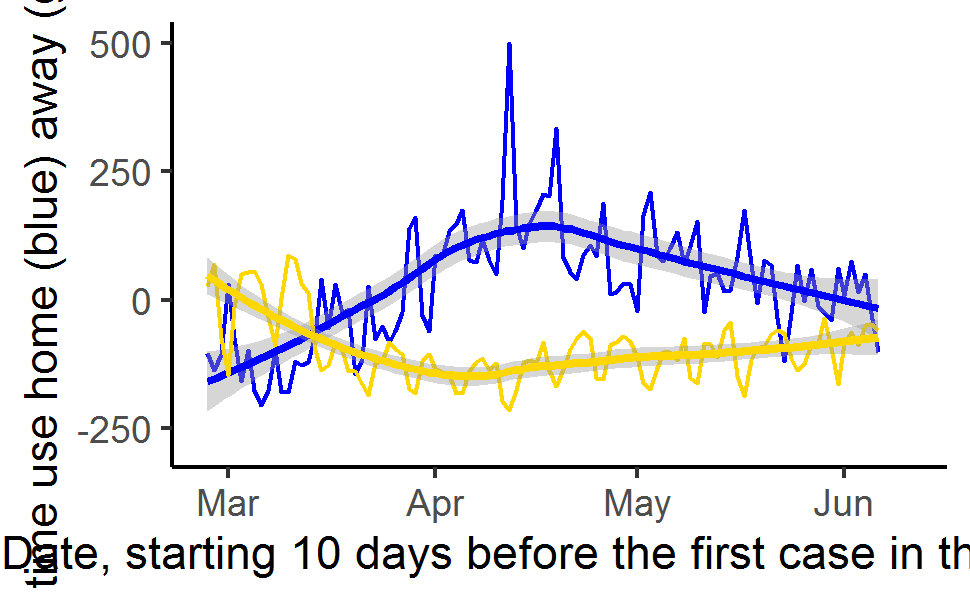 time use home (blue) away (
500
250
0
-250
Mar Apr May Jun
Date, starting 10 days before the first case in th